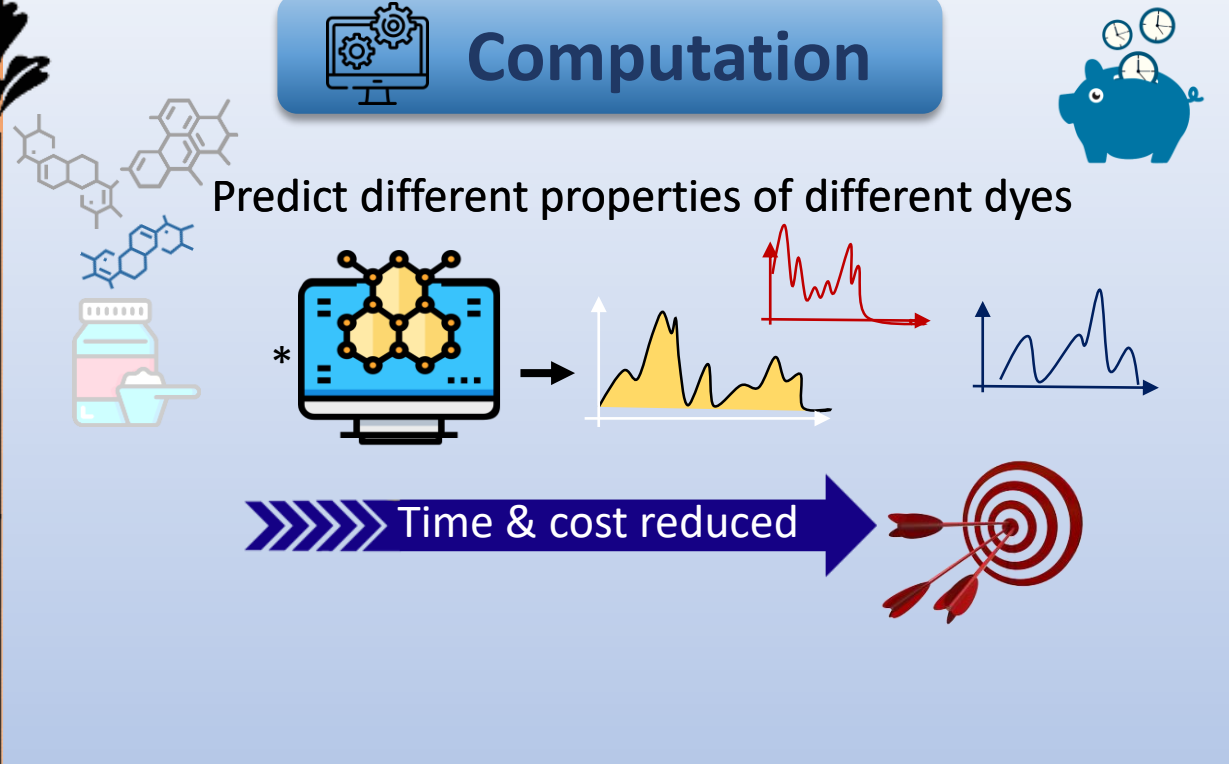 Computation
Predict different properties of different dyes
*
Time & cost reduced